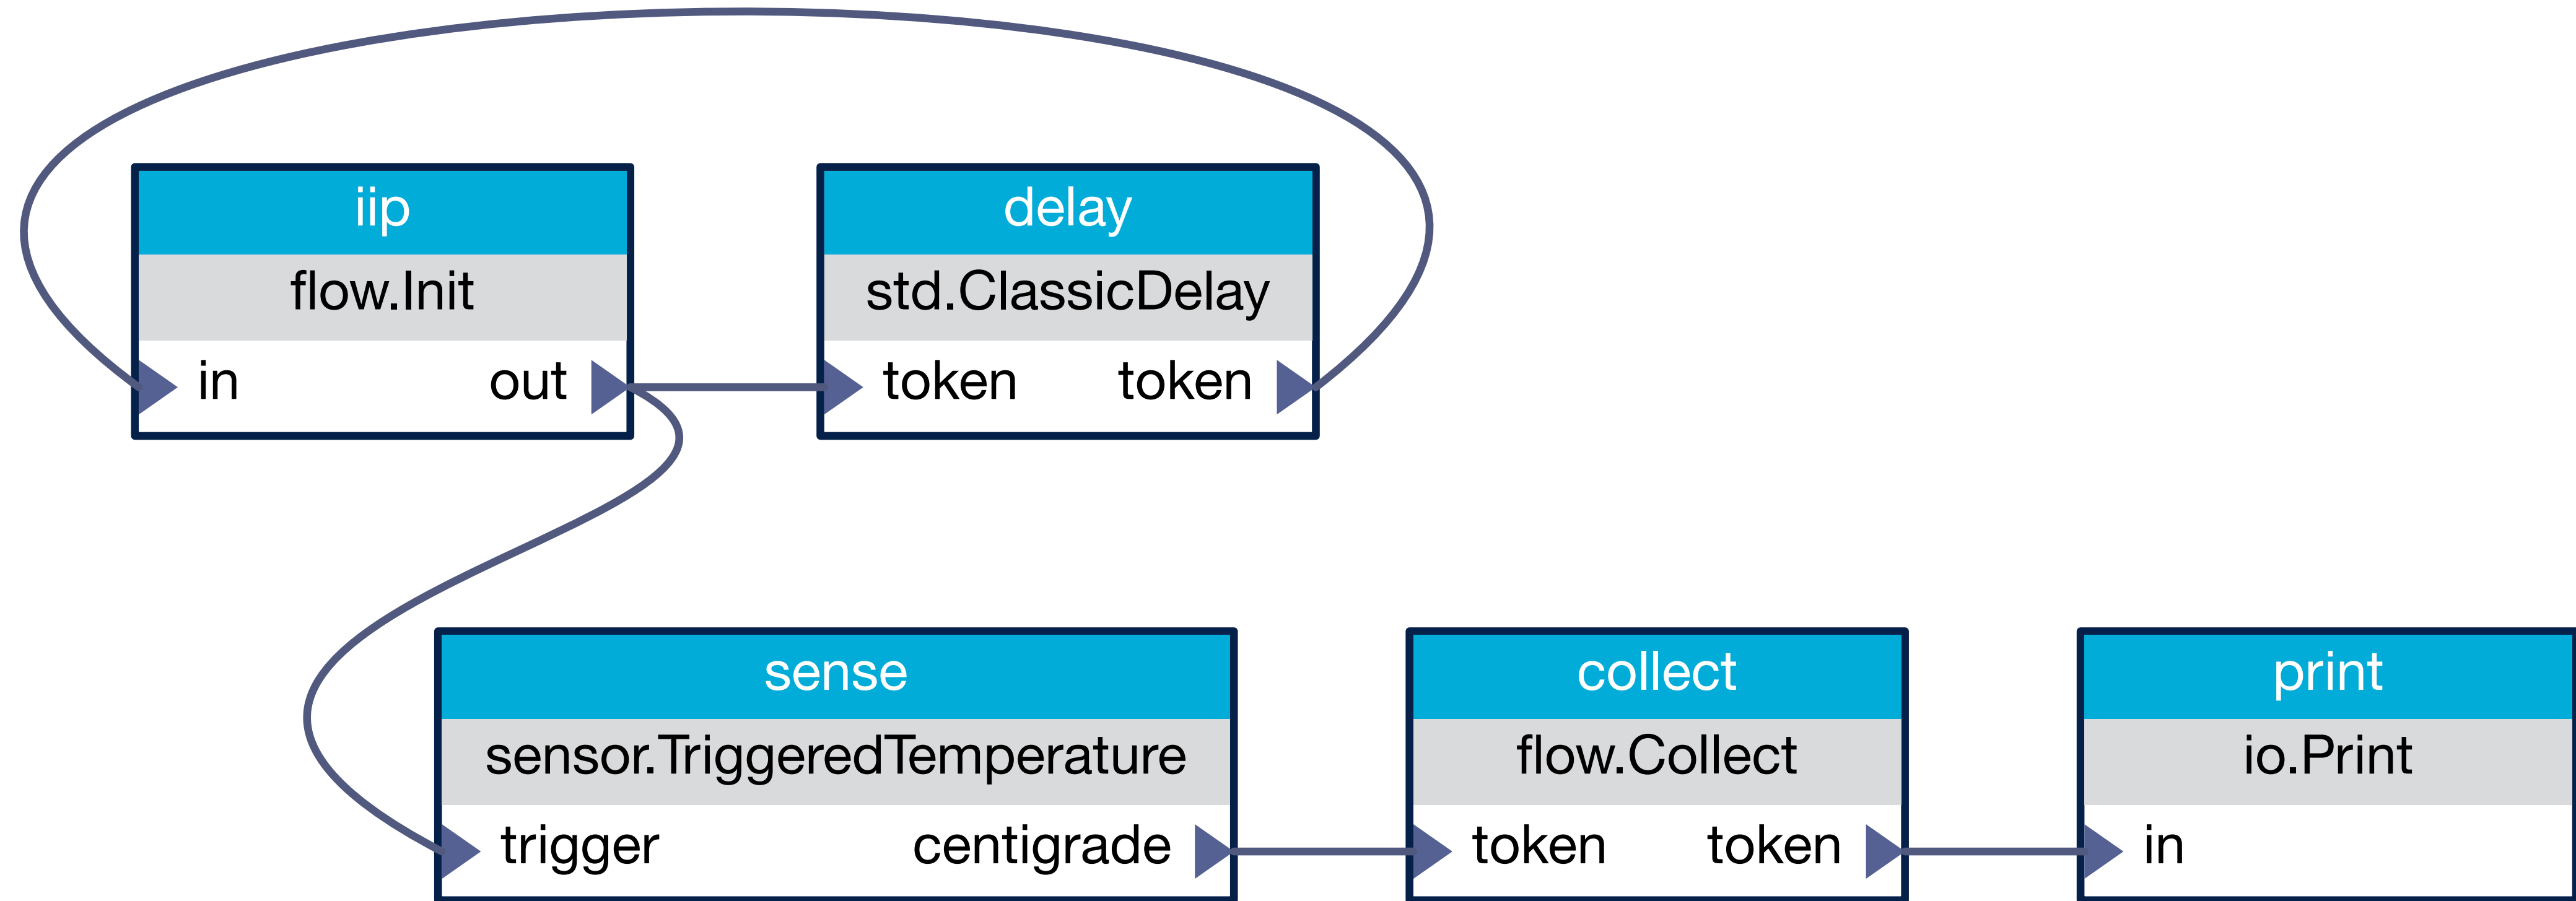 iip
flow.Init
in out
delay
std.ClassicDelay
token token
sense
sensor.TriggeredTemperature
trigger centigrade
collect
flow.Collect
token token
print
io.Print
in